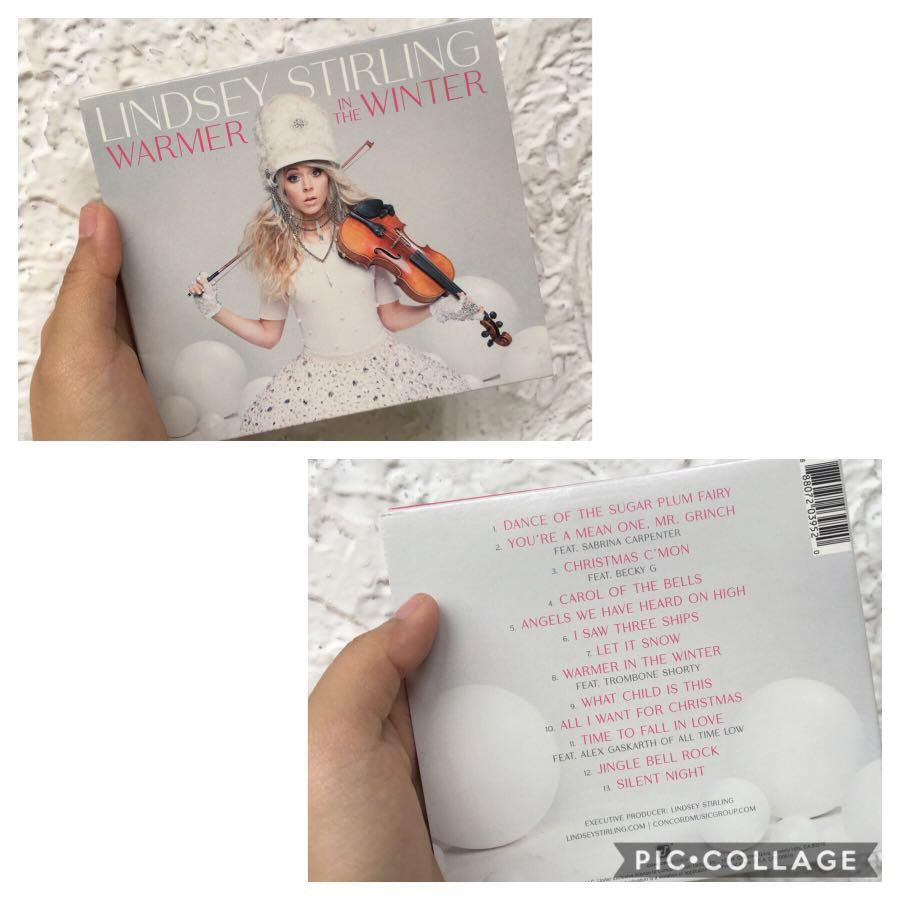 LINDSEY STIRLING
WARMER IN THE WINTER
1. DANCE OF THE SUGAR PLUM FAIRY
2. YOU'RE A MEAN ONE, MR. GRINCH
FEAT. SABRINA CARPENTER
3. CHRISTMAS C'MON
FEAT. BECKY G
4. CAROL OF THE BELLS
5. ANGELS WE HAVE HEARD ON HIGH
6. I SAW THREE SHIPS
7. LET IT SNOW
8. WARMER IN THE WINTER
FEAT. TROMBONE SHORTY
9. WHAT CHILD IS THIS
10. ALL I WANT FOR CHRISTMAS
11. TIME TO FALL IN LOVE
FEAT. ALEX GASKARTH OF ALL TIME LOW
12. JINGLE BELL ROCK
13. SILENT NIGHT
EXECUTIVE PRODUCER: LINDSEY STIRLING
LINDSEYSTIRLING.COM | CONCORDMUSICGROUP.COM
88072 03952 0
PIC•COLLAGE